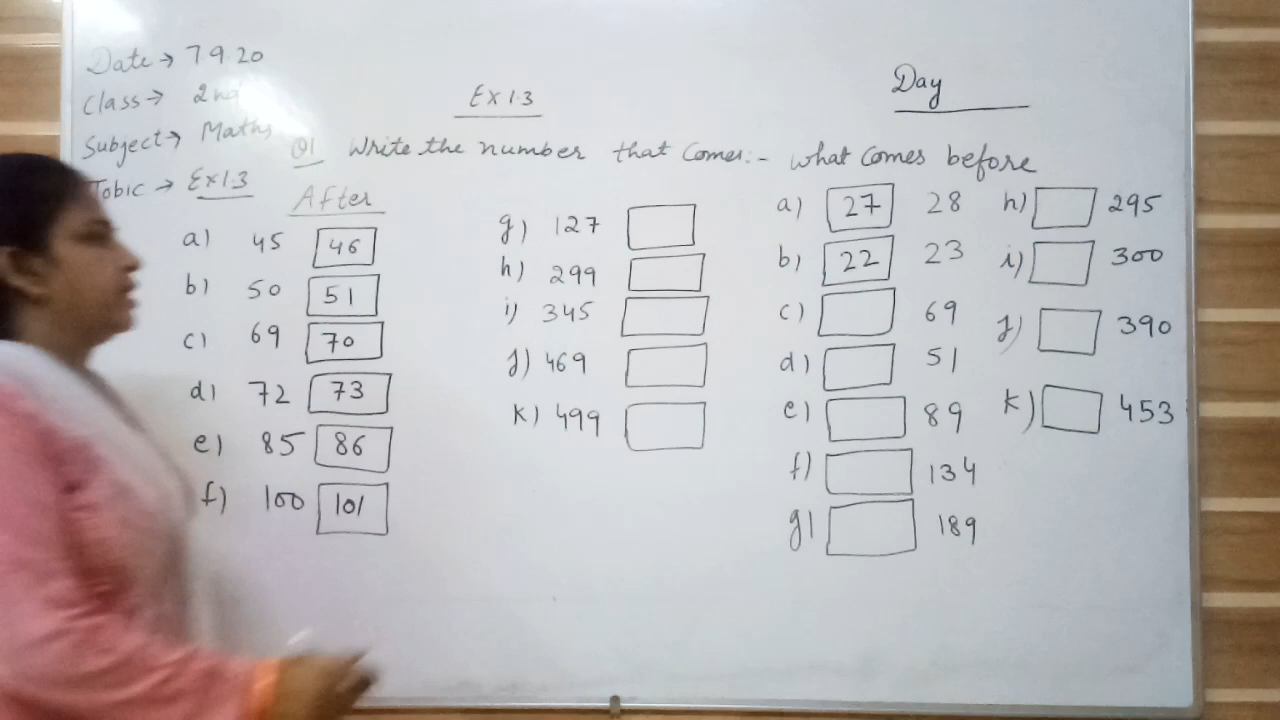 Date → 7 9.20
Class → 2nd
Subject → Maths
Tobic → Ex 1.3
Ex 1.3
Day
Q1 Write the number that comes:- what comes before
After
a) 45 46
b) 50 51
c) 69 70
d) 72 73
e) 85 86
f) 100 101
g) 127
h) 299
i) 345
j) 469
k) 499
a) 27 28
b) 22 23
c) 69
d) 51
e) 89
f) 134
g) 189
h) 295
i) 300
j) 390
k) 453